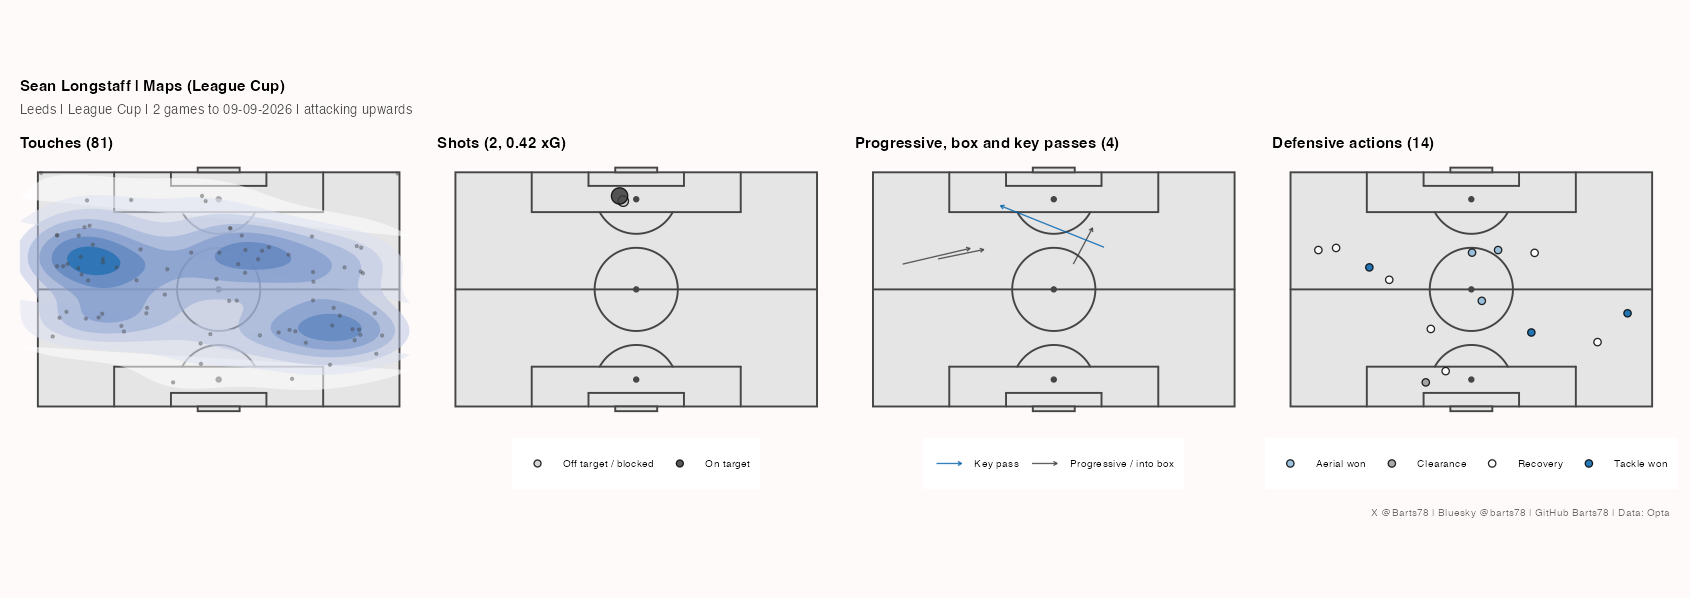 Sean Longstaff | Maps (League Cup)
Leeds | League Cup | 2 games to 09-09-2026 | attacking upwards
Touches (81)
Shots (2, 0.42 xG)
Progressive, box and key passes (4)
Defensive actions (14)
Off target / blocked
On target
Key pass
Progressive / into box
Aerial won
Clearance
Recovery
Tackle won
X @Barts78 | Bluesky @barts78 | GitHub Barts78 | Data: Opta